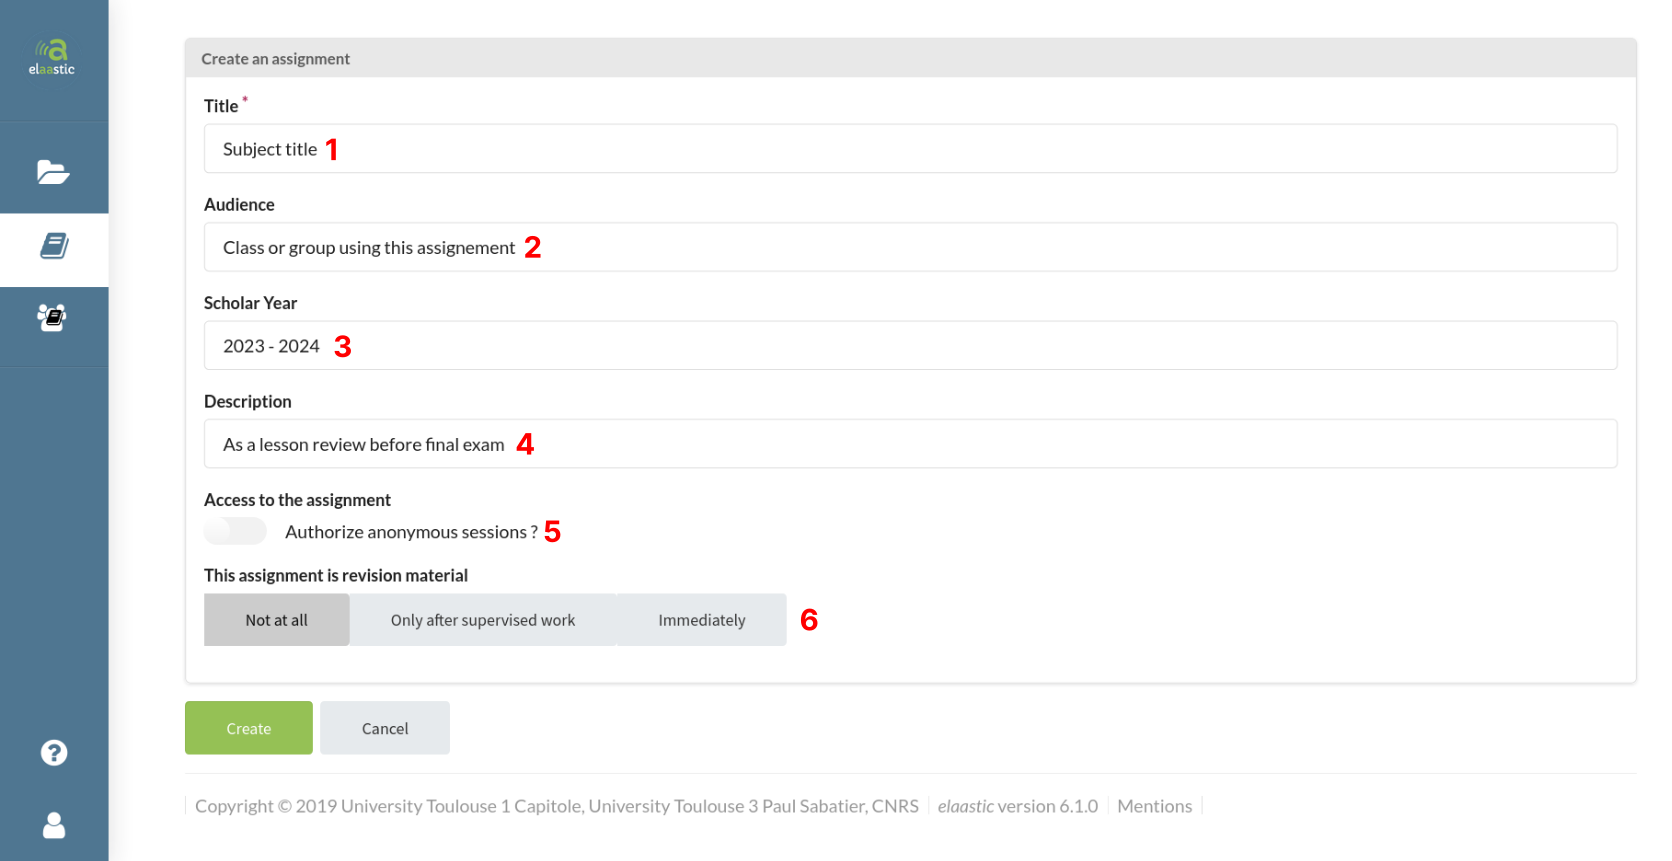 elaastic
Create an assignment
Title *
Subject title 1
Audience
Class or group using this assignement 2
Scholar Year
2023 - 2024 3
Description
As a lesson review before final exam 4
Access to the assignment
Authorize anonymous sessions ? 5
This assignment is revision material
Not at all Only after supervised work Immediately 6
Create Cancel
Copyright © 2019 University Toulouse 1 Capitole, University Toulouse 3 Paul Sabatier, CNRS elaastic version 6.1.0 Mentions